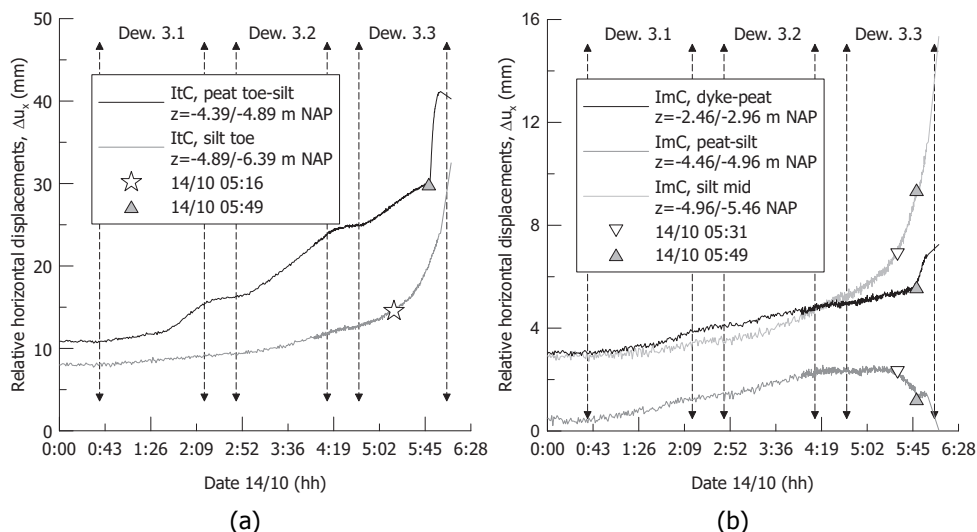 50
40
30
20
10
0
Relative horizontal displacements, Δuₓ (mm)
Dew. 3.1
Dew. 3.2
Dew. 3.3
ItC, peat toe-silt
z=-4.39/-4.89 m NAP
ItC, silt toe
z=-4.89/-6.39 m NAP
14/10 05:16
14/10 05:49
0:00 0:43 1:26 2:09 2:52 3:36 4:19 5:02 5:45 6:28
Date 14/10 (hh)
(a)
16
12
8
4
0
Relative horizontal displacements, Δuₓ (mm)
Dew. 3.1
Dew. 3.2
Dew. 3.3
ImC, dyke-peat
z=-2.46/-2.96 m NAP
ImC, peat-silt
z=-4.46/-4.96 m NAP
ImC, silt mid
z=-4.96/-5.46 NAP
14/10 05:31
14/10 05:49
0:00 0:43 1:26 2:09 2:52 3:36 4:19 5:02 5:45 6:28
Date 14/10 (hh)
(b)